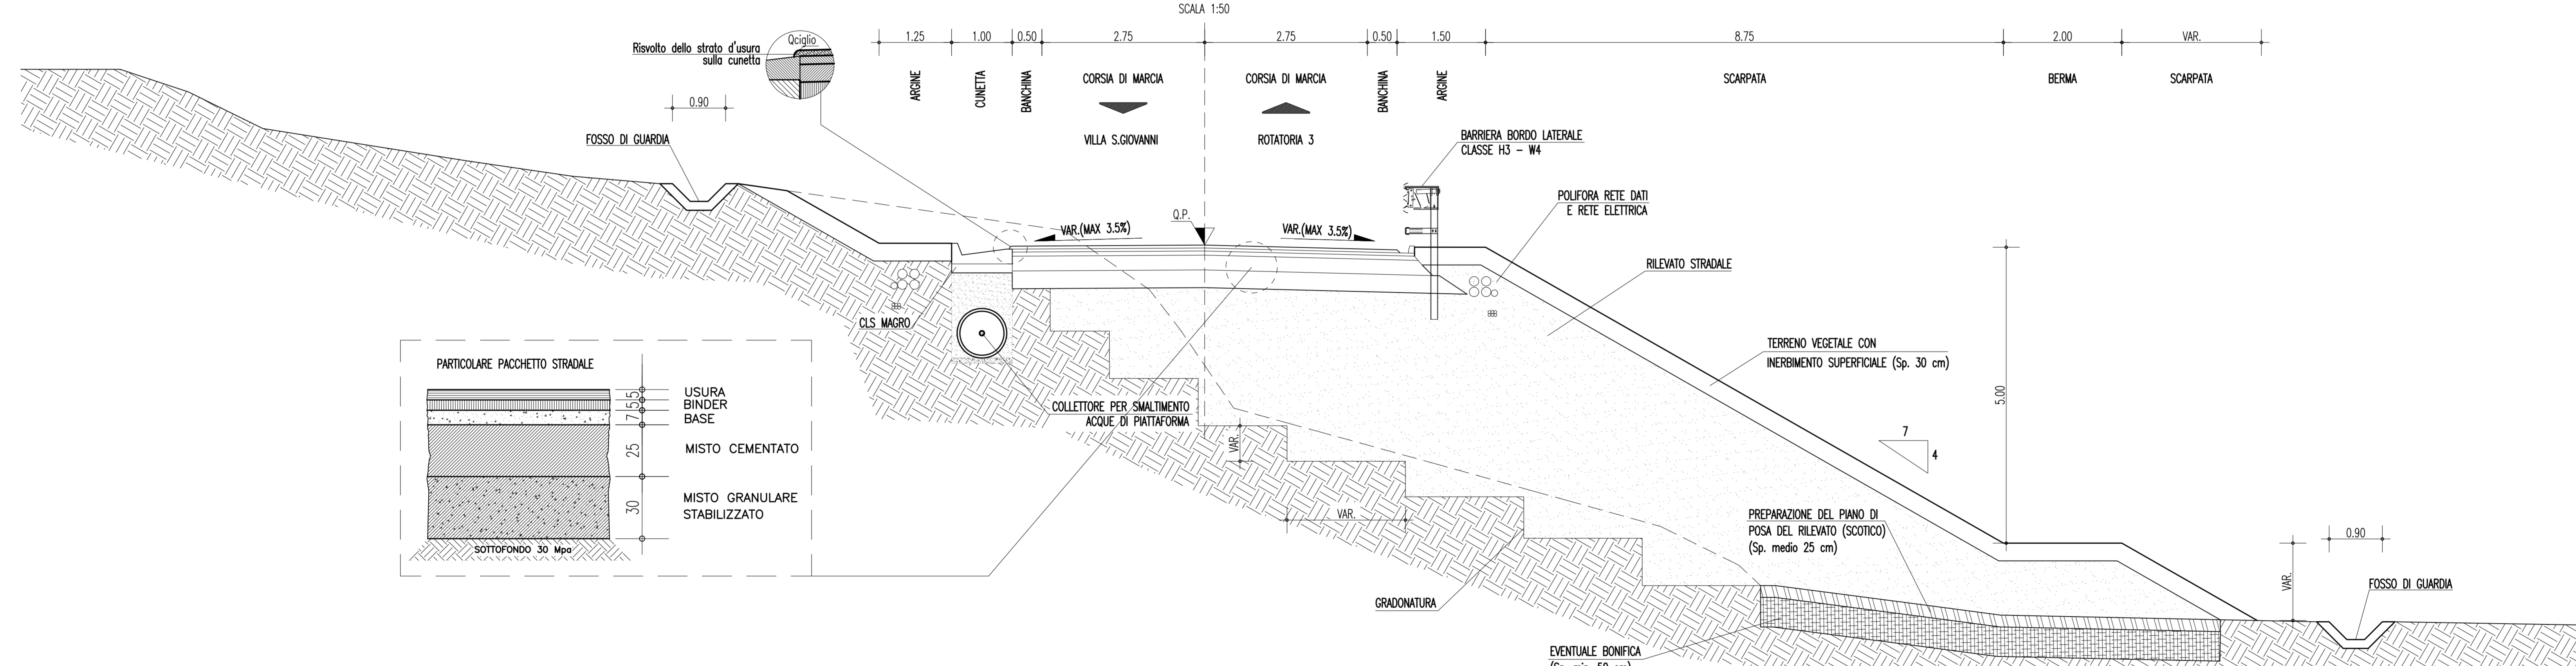 SCALA 1:50
1.25
1.00
0.50
2.75
2.75
0.50
1.50
8.75
2.00
VAR.
ARGINE
CUNETTA
BANCHINA
CORSIA DI MARCIA
CORSIA DI MARCIA
BANCHINA
ARGINE
SCARPATA
BERMA
SCARPATA
VILLA S.GIOVANNI
ROTATORIA 3
Risvolto dello strato d'usura
sulla cunetta
Qciglio
0.90
FOSSO DI GUARDIA
BARRIERA BORDO LATERALE
CLASSE H3 - W4
POLIFORA RETE DATI
E RETE ELETTRICA
VAR.(MAX 3.5%)
Q.P.
VAR.(MAX 3.5%)
RILEVATO STRADALE
CLS MAGRO
TERRENO VEGETALE CON
INERBIMENTO SUPERFICIALE (Sp. 30 cm)
5.00
COLLETTORE PER SMALTIMENTO
ACQUE DI PIATTAFORMA
VAR.
VAR.
7
4
PARTICOLARE PACCHETTO STRADALE
5
USURA
5
BINDER
7
BASE
25
MISTO CEMENTATO
30
MISTO GRANULARE
STABILIZZATO
SOTTOFONDO 30 Mpa
PREPARAZIONE DEL PIANO DI
POSA DEL RILEVATO (SCOTICO)
(Sp. medio 25 cm)
GRADONATURA
0.90
VAR.
FOSSO DI GUARDIA
EVENTUALE BONIFICA
(Sp. min. 50 cm)